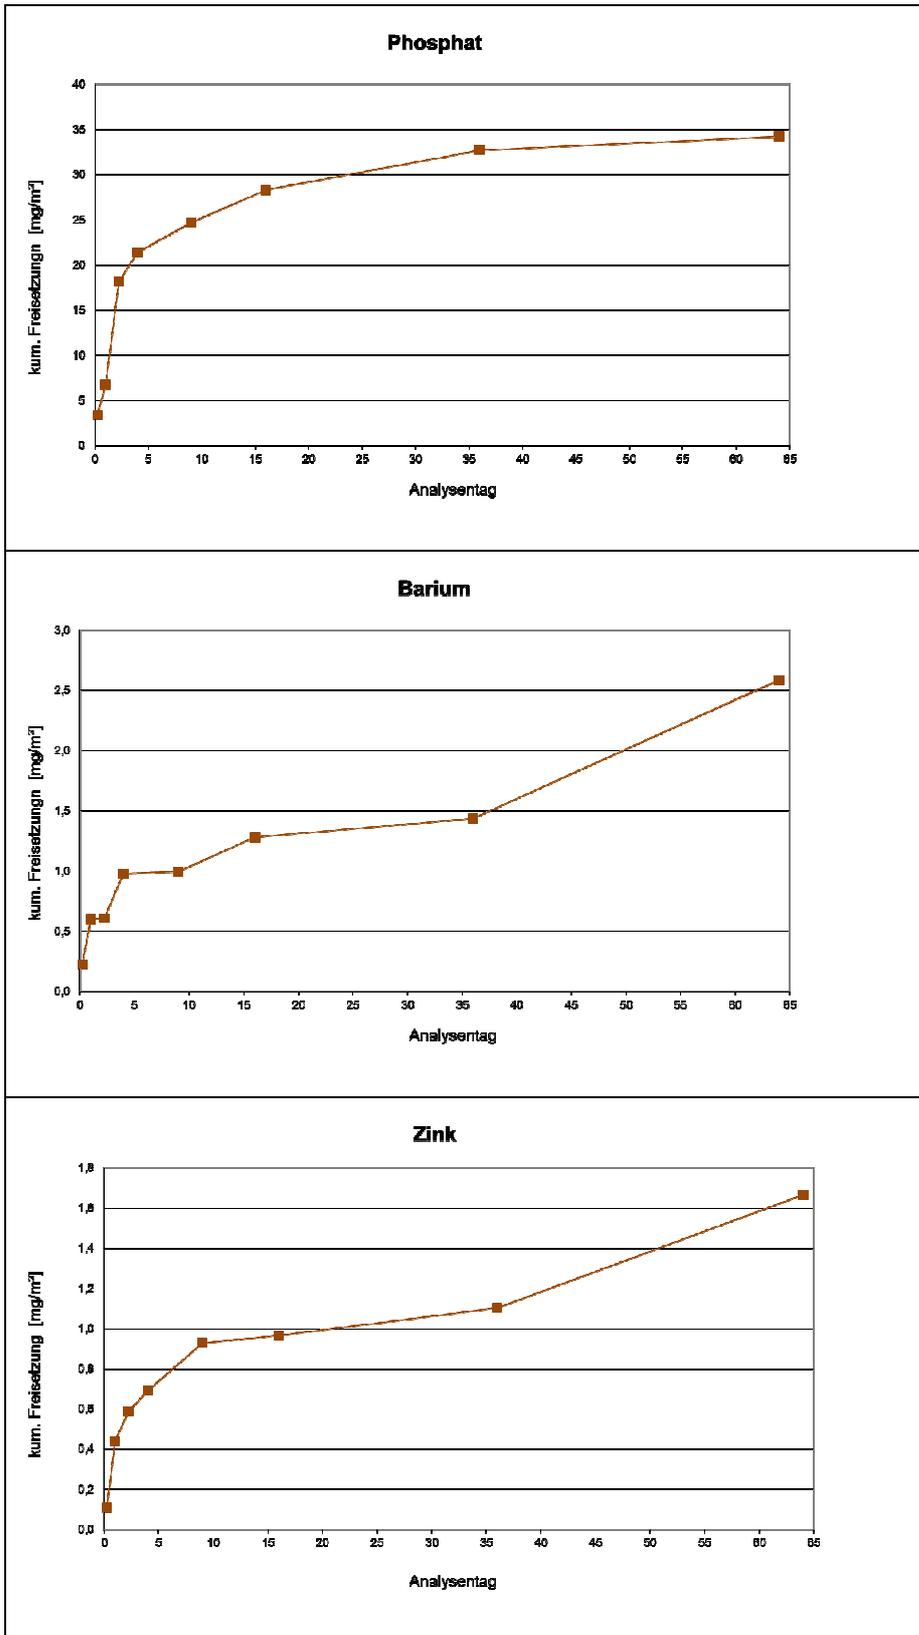 Phosphat
40
35
30
25
20
15
10
5
0
kum. Freisetzungn [mg/m²]
0 5 10 15 20 25 30 35 40 45 50 55 60 65
Analysentag
Barium
3,0
2,5
2,0
1,5
1,0
0,5
0,0
kum. Freisetzungn [mg/m²]
0 5 10 15 20 25 30 35 40 45 50 55 60 65
Analysentag
Zink
1,8
1,6
1,4
1,2
1,0
0,8
0,6
0,4
0,2
0,0
kum. Freisetzung [mg/m²]
0 5 10 15 20 25 30 35 40 45 50 55 60 65
Analysentag